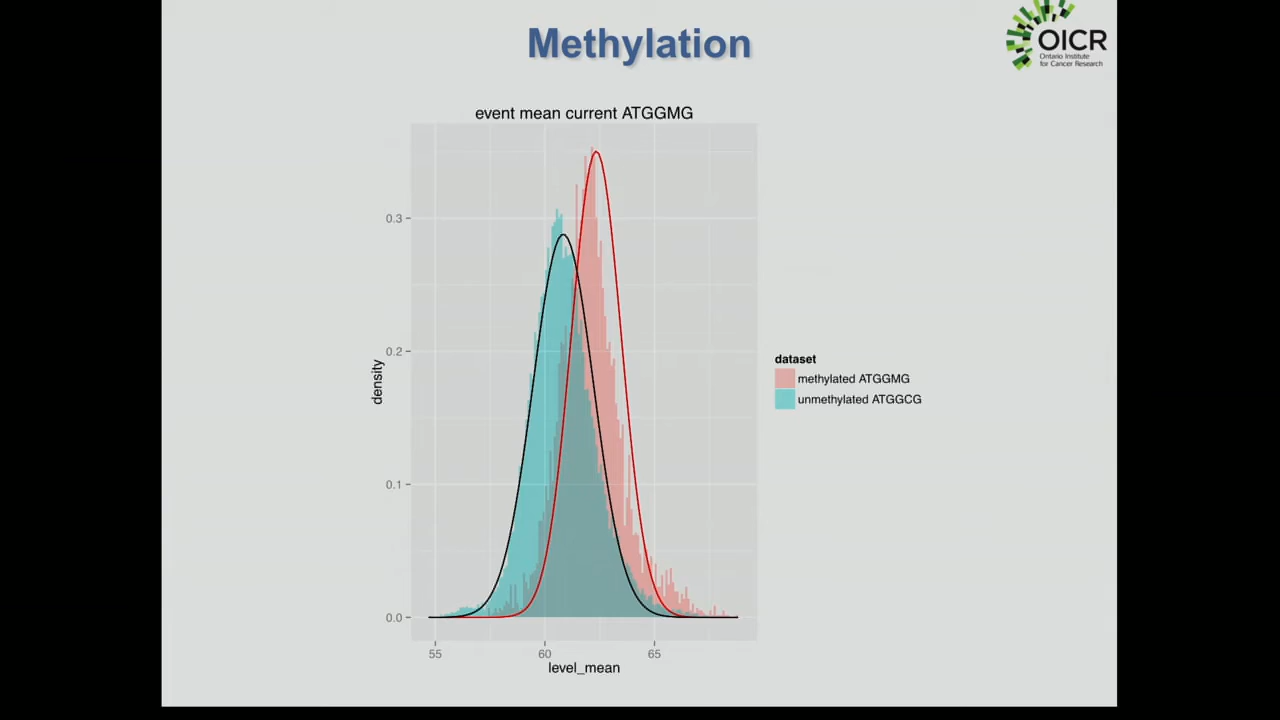 Methylation
OICR
Ontario Institute
for Cancer Research
event mean current ATGGMG
density
0.3
0.2
0.1
0.0
55 60 65
level_mean
dataset
methylated ATGGMG
unmethylated ATGGCG